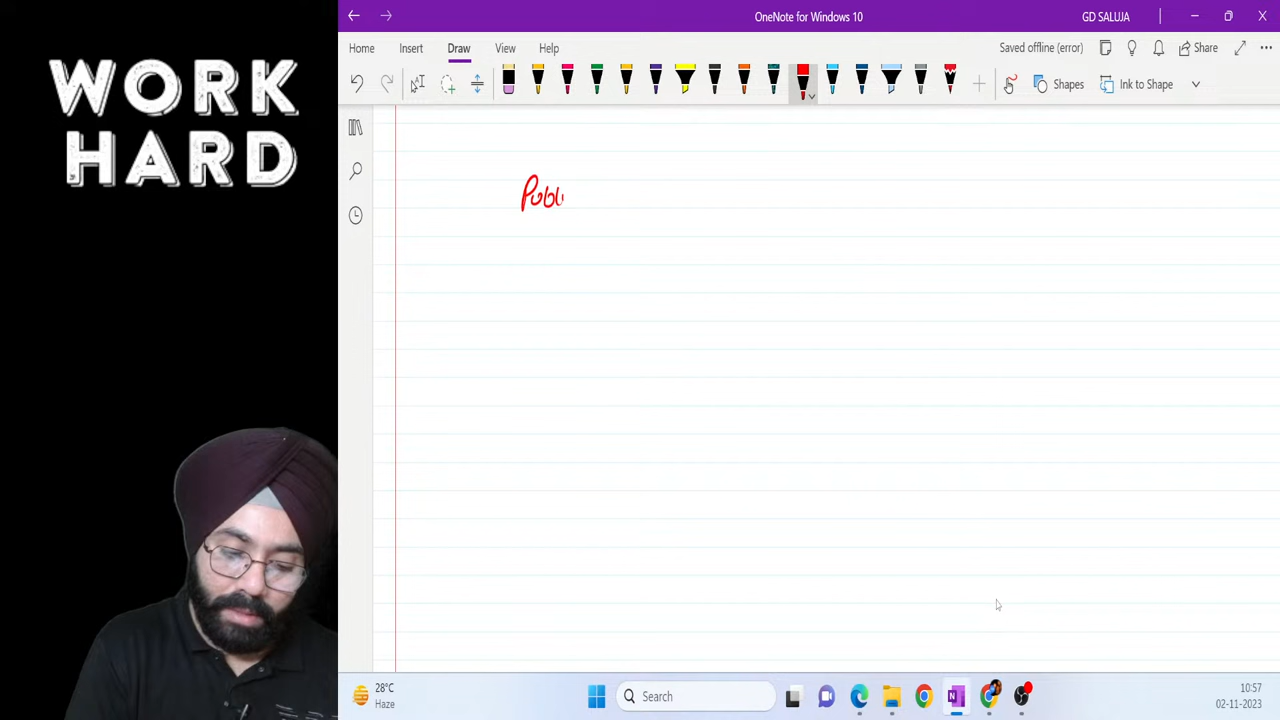 WORK
HARD
OneNote for Windows 10
GD SALUJA
Home Insert Draw View Help
Saved offline (error)
Share
Shapes
Ink to Shape
Publi
28°C
Haze
Search
10:57
02-11-2023